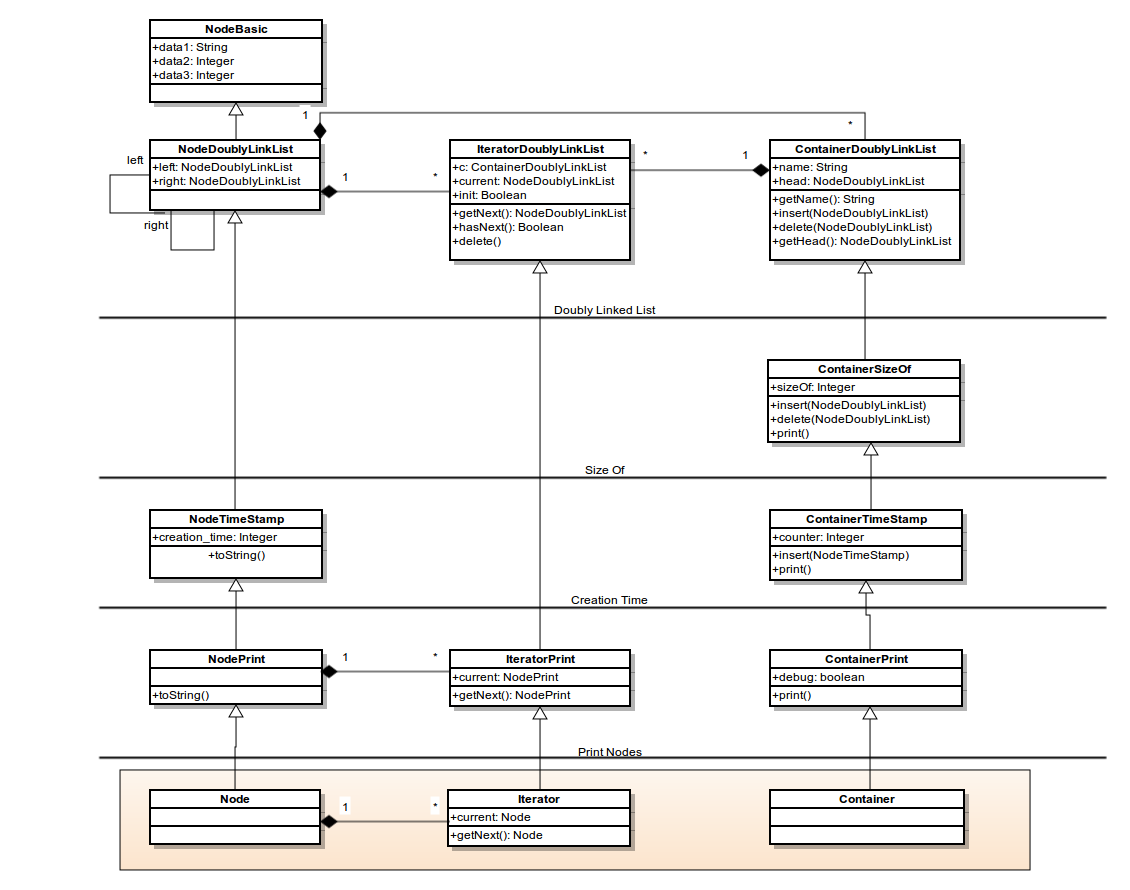 NodeBasic
+data1: String
+data2: Integer
+data3: Integer
1
*
NodeDoublyLinkList
+left: NodeDoublyLinkList
+right: NodeDoublyLinkList
left
right
1
*
IteratorDoublyLinkList
+c: ContainerDoublyLinkList
+current: NodeDoublyLinkList
+init: Boolean
+getNext(): NodeDoublyLinkList
+hasNext(): Boolean
+delete()
*
1
ContainerDoublyLinkList
+name: String
+head: NodeDoublyLinkList
+getName(): String
+insert(NodeDoublyLinkList)
+delete(NodeDoublyLinkList)
+getHead(): NodeDoublyLinkList
Doubly Linked List
ContainerSizeOf
+sizeOf: Integer
+insert(NodeDoublyLinkList)
+delete(NodeDoublyLinkList)
+print()
Size Of
NodeTimeStamp
+creation_time: Integer
+toString()
ContainerTimeStamp
+counter: Integer
+insert(NodeTimeStamp)
+print()
Creation Time
NodePrint
+toString()
1
*
IteratorPrint
+current: NodePrint
+getNext(): NodePrint
ContainerPrint
+debug: boolean
+print()
Print Nodes
Node
1
*
Iterator
+current: Node
+getNext(): Node
Container